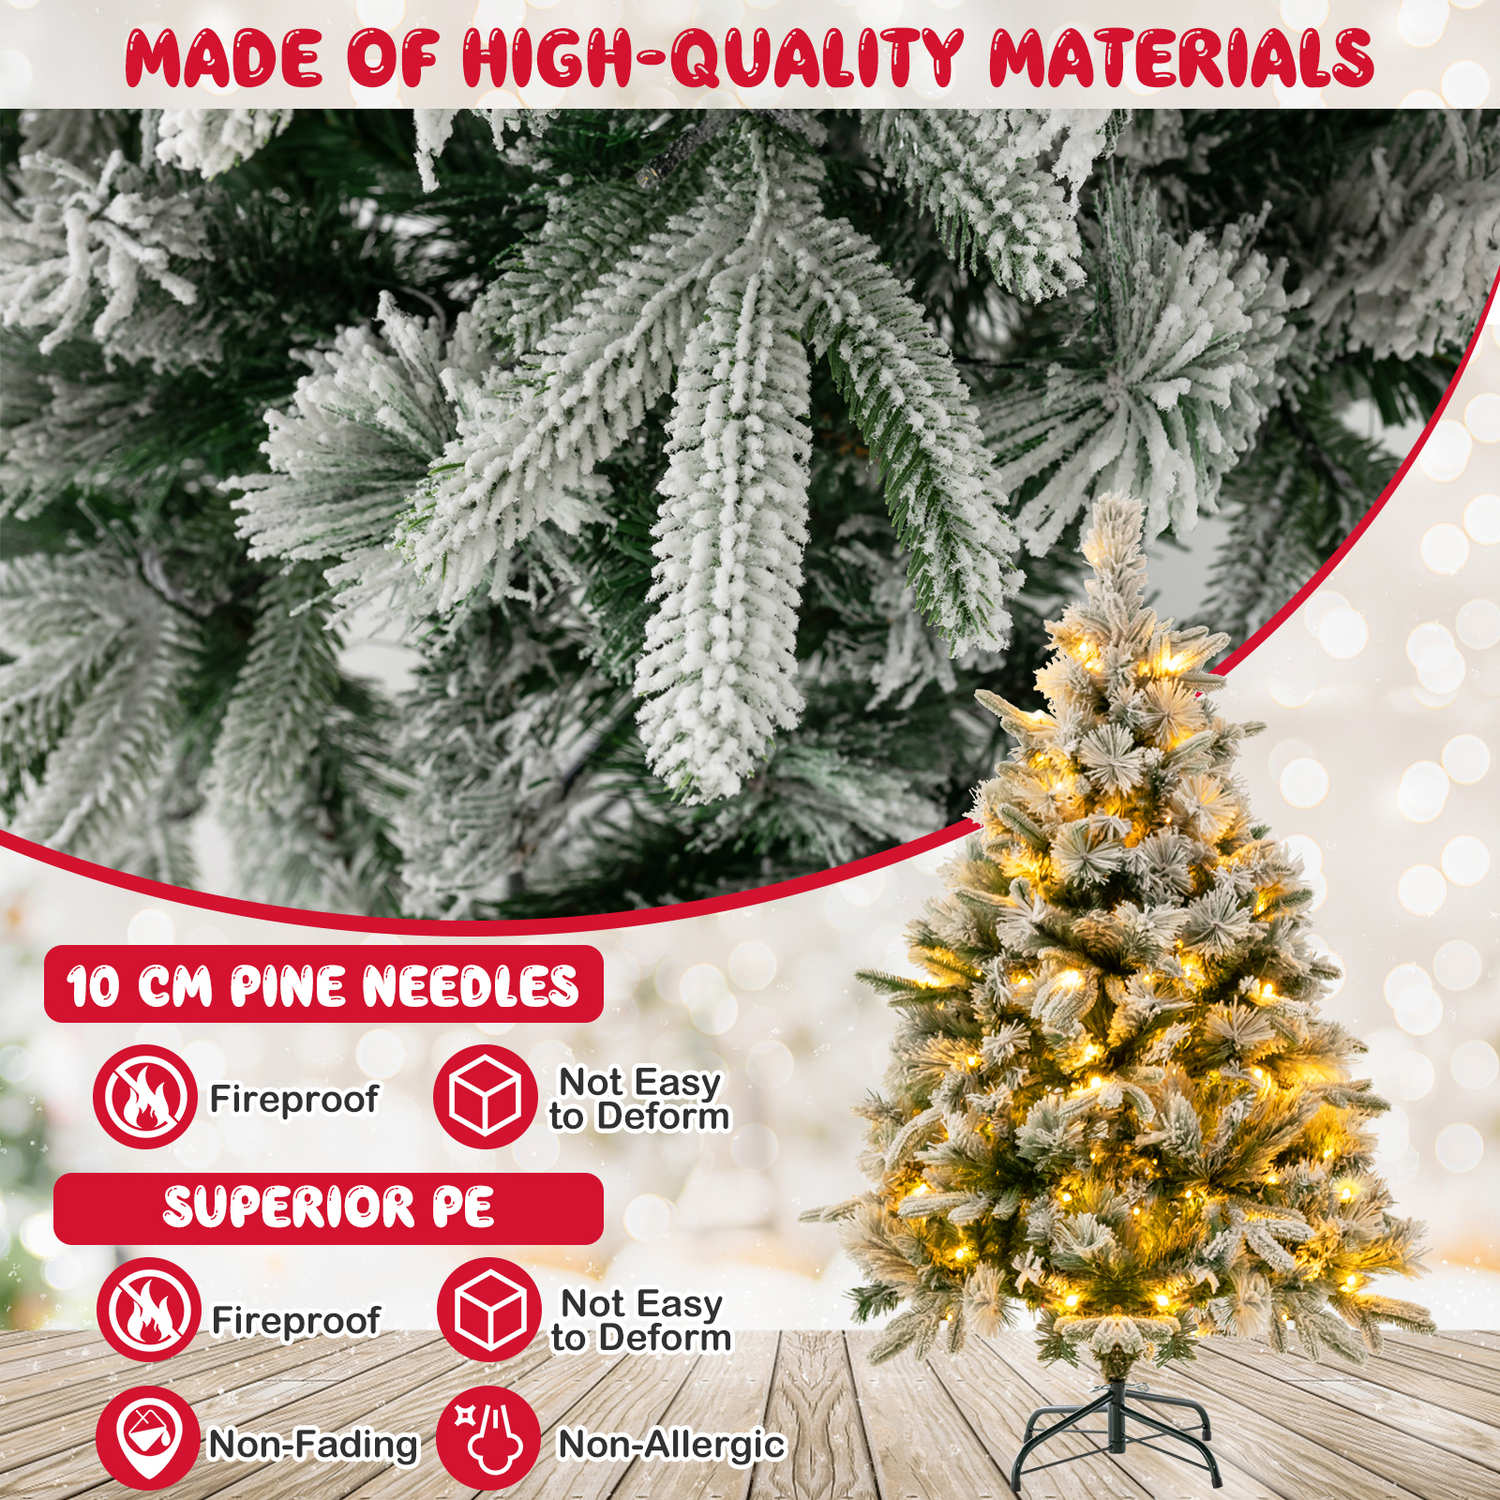 MADE OF HIGH-QUALITY MATERIALS
10 CM PINE NEEDLES
Fireproof
Not Easy
to Deform
SUPERIOR PE
Fireproof
Not Easy
to Deform
Non-Fading
Non-Allergic